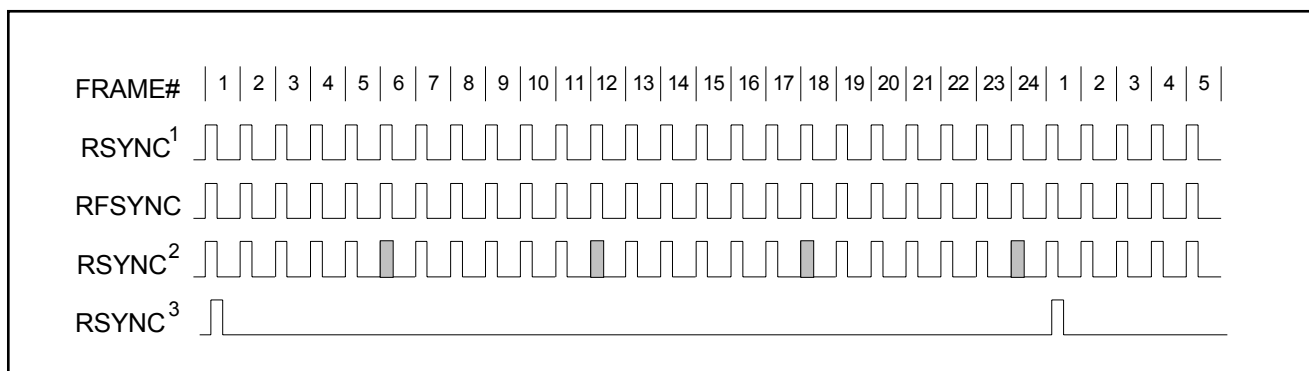 FRAME# 1 2 3 4 5 6 7 8 9 10 11 12 13 14 15 16 17 18 19 20 21 22 23 24 1 2 3 4 5
RSYNC1
RFSYNC
RSYNC2
RSYNC3